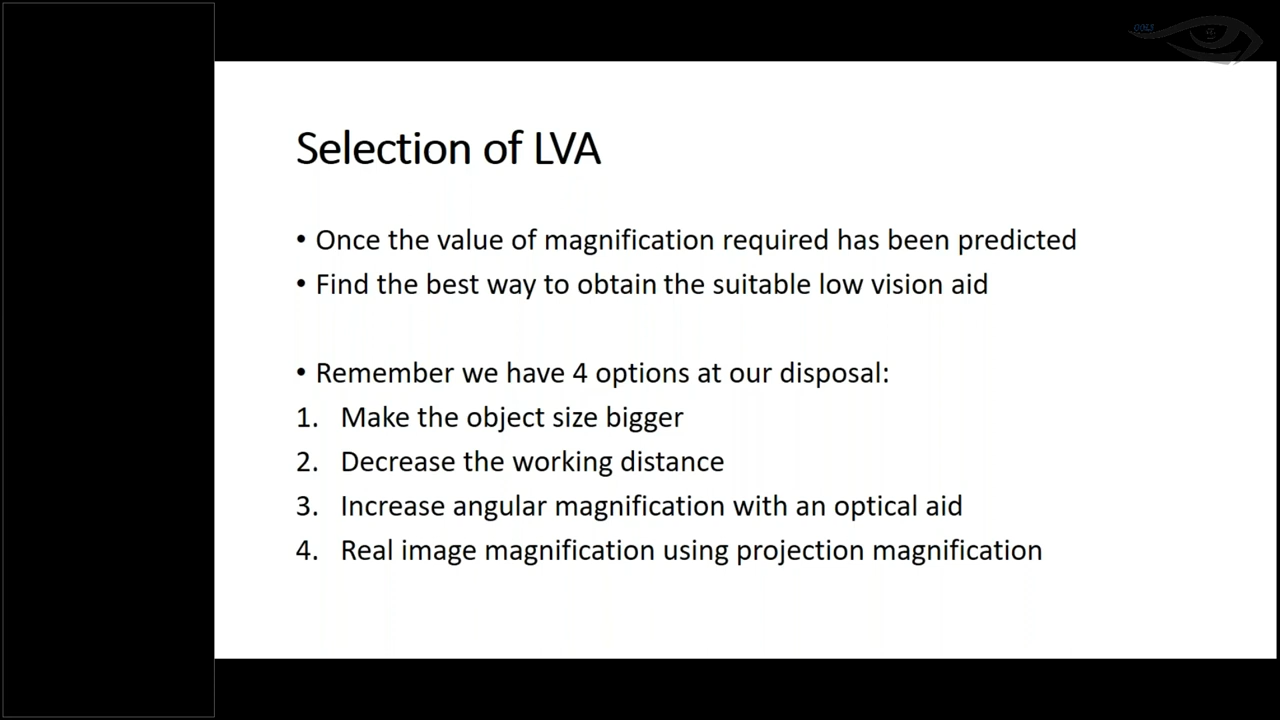 Selection of LVA
• Once the value of magnification required has been predicted
• Find the best way to obtain the suitable low vision aid
• Remember we have 4 options at our disposal:
1. Make the object size bigger
2. Decrease the working distance
3. Increase angular magnification with an optical aid
4. Real image magnification using projection magnification